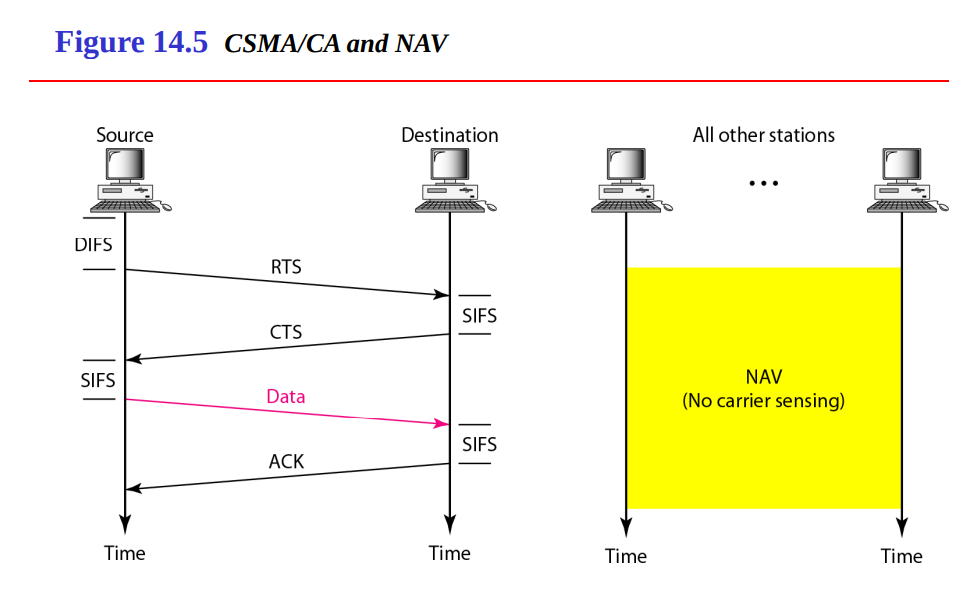 Figure 14.5 CSMA/CA and NAV
Source
Destination
All other stations
...
DIFS
RTS
SIFS
CTS
SIFS
Data
SIFS
ACK
NAV
(No carrier sensing)
Time
Time
Time
Time